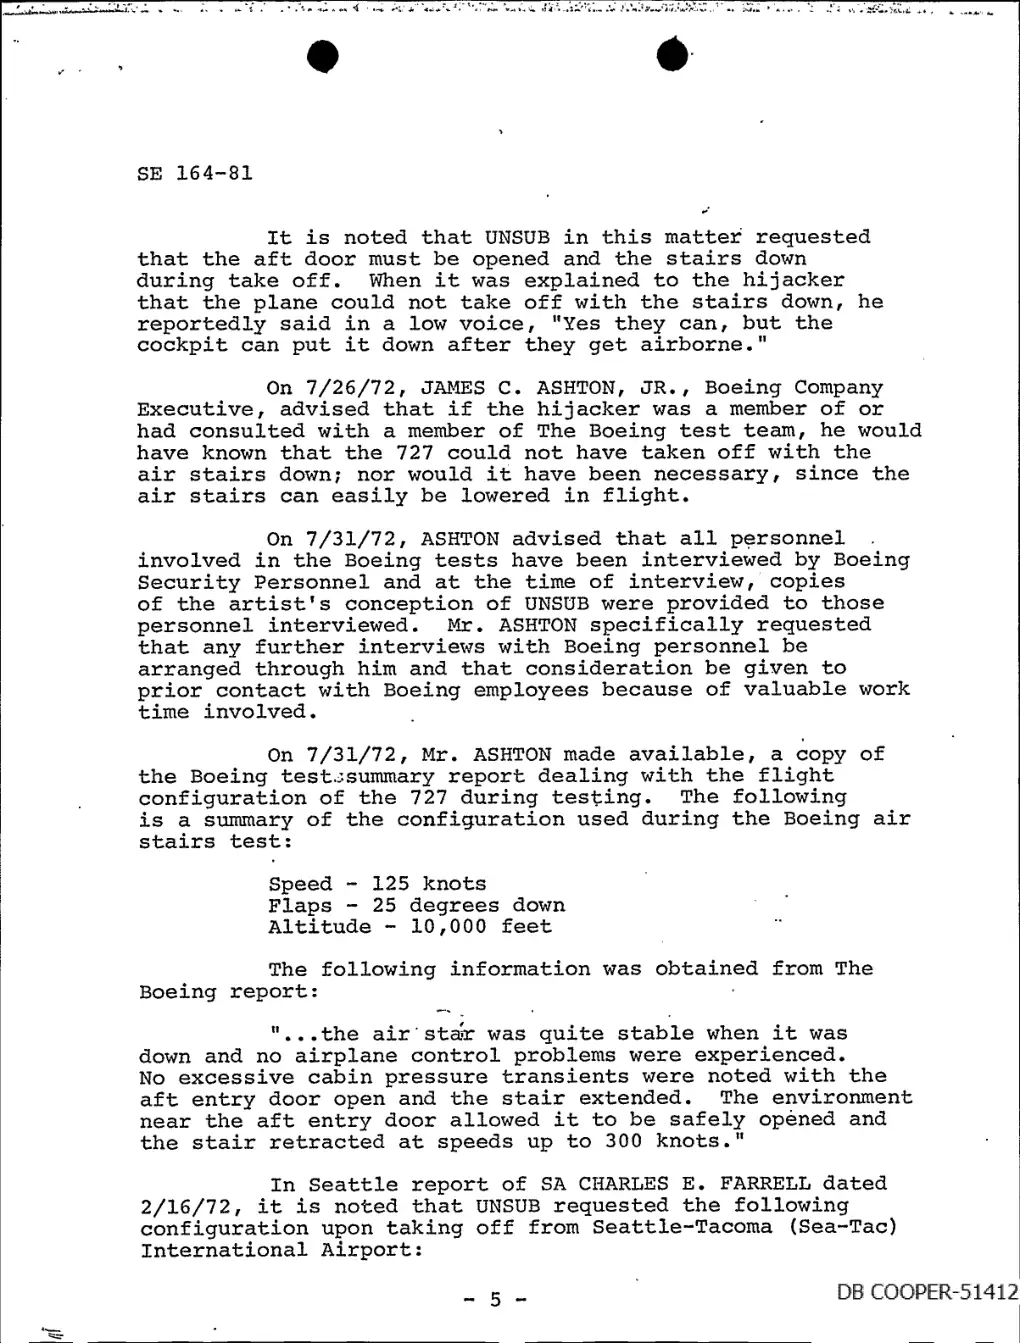 SE 164-81
It is noted that UNSUB in this matter requested
that the aft door must be opened and the stairs down
during take off. When it was explained to the hijacker
that the plane could not take off with the stairs down, he
reportedly said in a low voice, "Yes they can, but the
cockpit can put it down after they get airborne."
On 7/26/72, JAMES C. ASHTON, JR., Boeing Company
Executive, advised that if the hijacker was a member of or
had consulted with a member of The Boeing test team, he would
have known that the 727 could not have taken off with the
air stairs down; nor would it have been necessary, since the
air stairs can easily be lowered in flight.
On 7/31/72, ASHTON advised that all personnel
involved in the Boeing tests have been interviewed by Boeing
Security Personnel and at the time of interview, copies
of the artist's conception of UNSUB were provided to those
personnel interviewed. Mr. ASHTON specifically requested
that any further interviews with Boeing personnel be
arranged through him and that consideration be given to
prior contact with Boeing employees because of valuable work
time involved.
On 7/31/72, Mr. ASHTON made available, a copy of
the Boeing test summary report dealing with the flight
configuration of the 727 during testing. The following
is a summary of the configuration used during the Boeing air
stairs test:
Speed - 125 knots
Flaps - 25 degrees down
Altitude - 10,000 feet
The following information was obtained from The
Boeing report:
"...the air stair was quite stable when it was
down and no airplane control problems were experienced.
No excessive cabin pressure transients were noted with the
aft entry door open and the stair extended. The environment
near the aft entry door allowed it to be safely opened and
the stair retracted at speeds up to 300 knots."
In Seattle report of SA CHARLES E. FARRELL dated
2/16/72, it is noted that UNSUB requested the following
configuration upon taking off from Seattle-Tacoma (Sea-Tac)
International Airport:
- 5 -
DB COOPER-51412